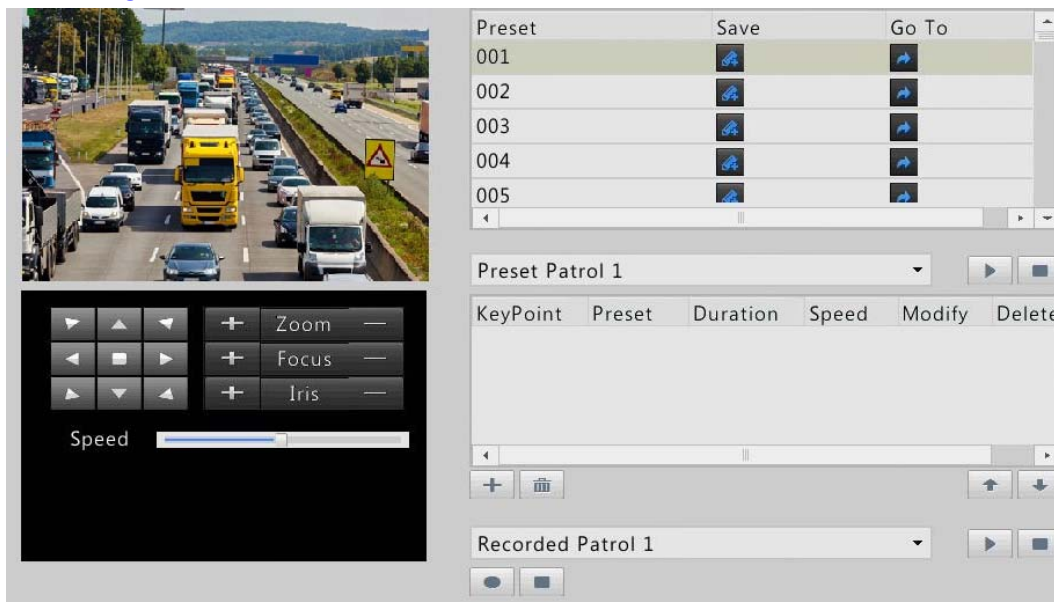 Preset Save Go To
001
002
003
004
005
Preset Patrol 1
KeyPoint Preset Duration Speed Modify Delete
Zoom
Focus
Iris
Speed
Recorded Patrol 1